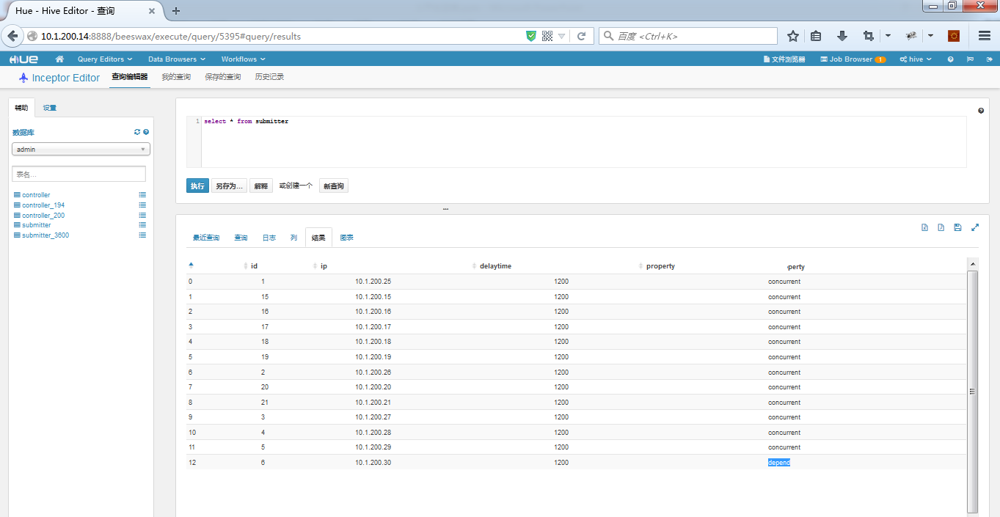 Hue - Hive Editor - 查询
10.1.200.14:8888/beeswax/execute/query/5395#query/results
百度 <Ctrl+K>
HUE Query Editors Data Browsers Workflows 文件浏览器 Job Browser 1 hive
Inceptor Editor 查询编辑器 我的查询 保存的查询 历史记录
辅助 设置
数据库
admin
表名...
controller
controller_194
controller_200
submitter
submitter_3600
1 select * from submitter
执行 另存为... 解释 或创建一个 新查询
最近查询 查询 日志 列 结果 图表
id ip delaytime property perty
0 1 10.1.200.25 1200 concurrent
1 15 10.1.200.15 1200 concurrent
2 16 10.1.200.16 1200 concurrent
3 17 10.1.200.17 1200 concurrent
4 18 10.1.200.18 1200 concurrent
5 19 10.1.200.19 1200 concurrent
6 2 10.1.200.26 1200 concurrent
7 20 10.1.200.20 1200 concurrent
8 21 10.1.200.21 1200 concurrent
9 3 10.1.200.27 1200 concurrent
10 4 10.1.200.28 1200 concurrent
11 5 10.1.200.29 1200 concurrent
12 6 10.1.200.30 1200 depend